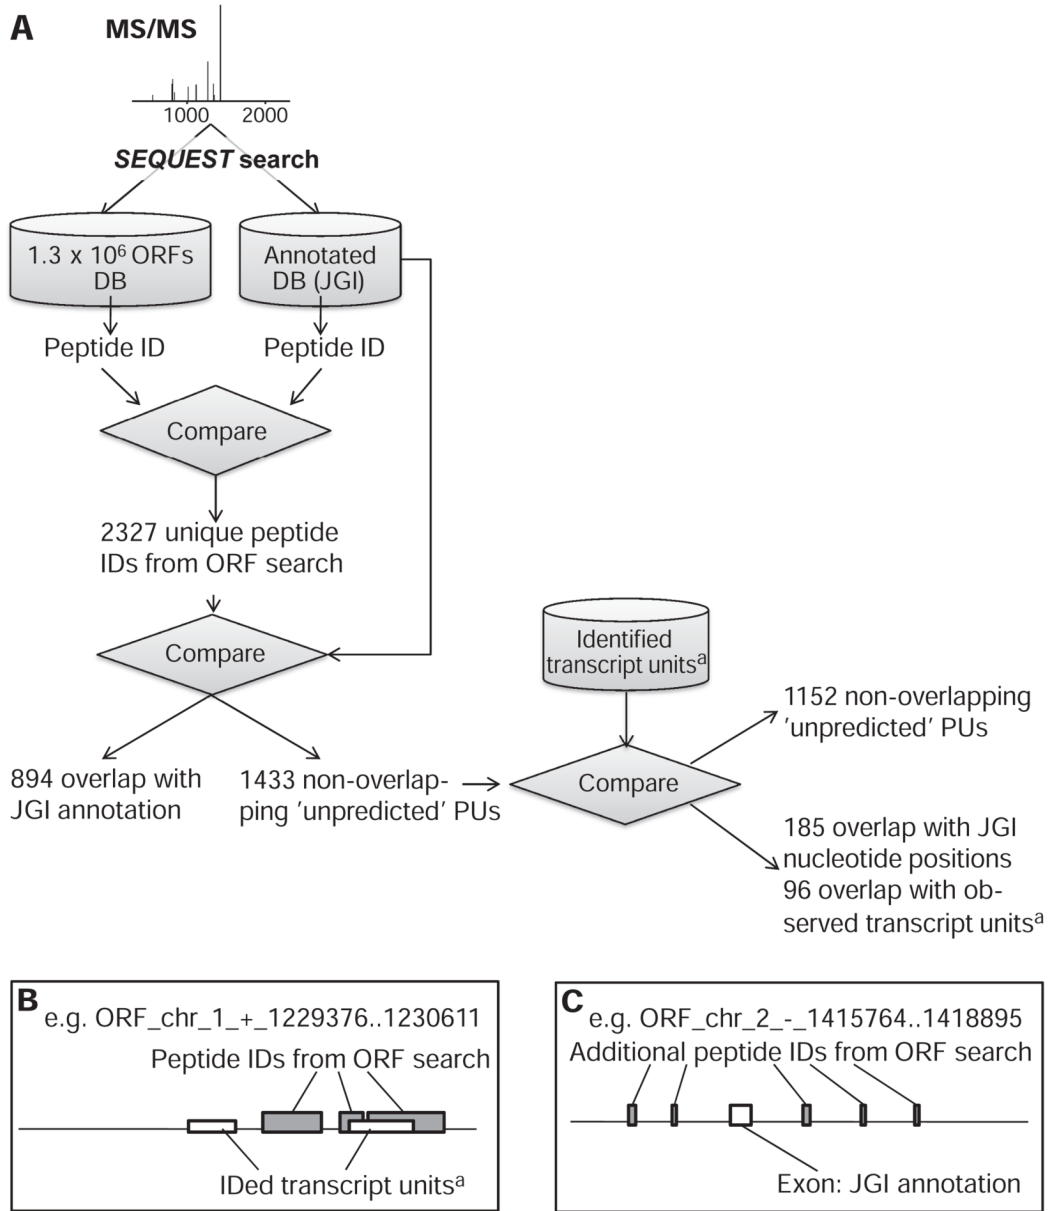 A
MS/MS
1000 2000
SEQUEST search
1.3 x 10⁶ ORFs
DB
Annotated
DB (JGI)
Peptide ID
Peptide ID
Compare
2327 unique peptide
IDs from ORF search
Compare
Identified
transcript unitsᵃ
894 overlap with
JGI annotation
1433 non-overlap-
ping 'unpredicted' PUs
Compare
1152 non-overlapping
'unpredicted' PUs
185 overlap with JGI
nucleotide positions
96 overlap with ob-
served transcript unitsᵃ
B
e.g. ORF_chr_1_+_1229376..1230611
Peptide IDs from ORF search
IDed transcript unitsᵃ
C
e.g. ORF_chr_2_-_1415764..1418895
Additional peptide IDs from ORF search
Exon: JGI annotation